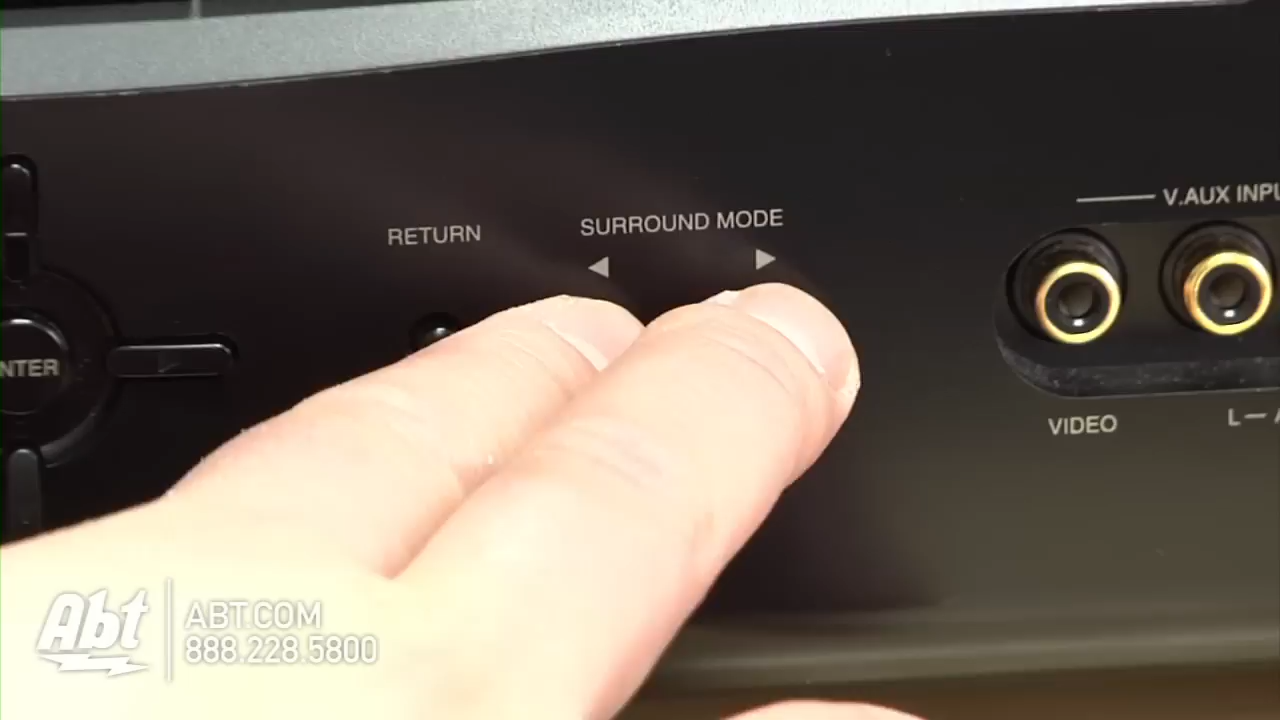 V.AUX INPU
SURROUND MODE
RETURN
◀ ▶
NTER
VIDEO
L
Abt
ABT.COM
888.228.5800